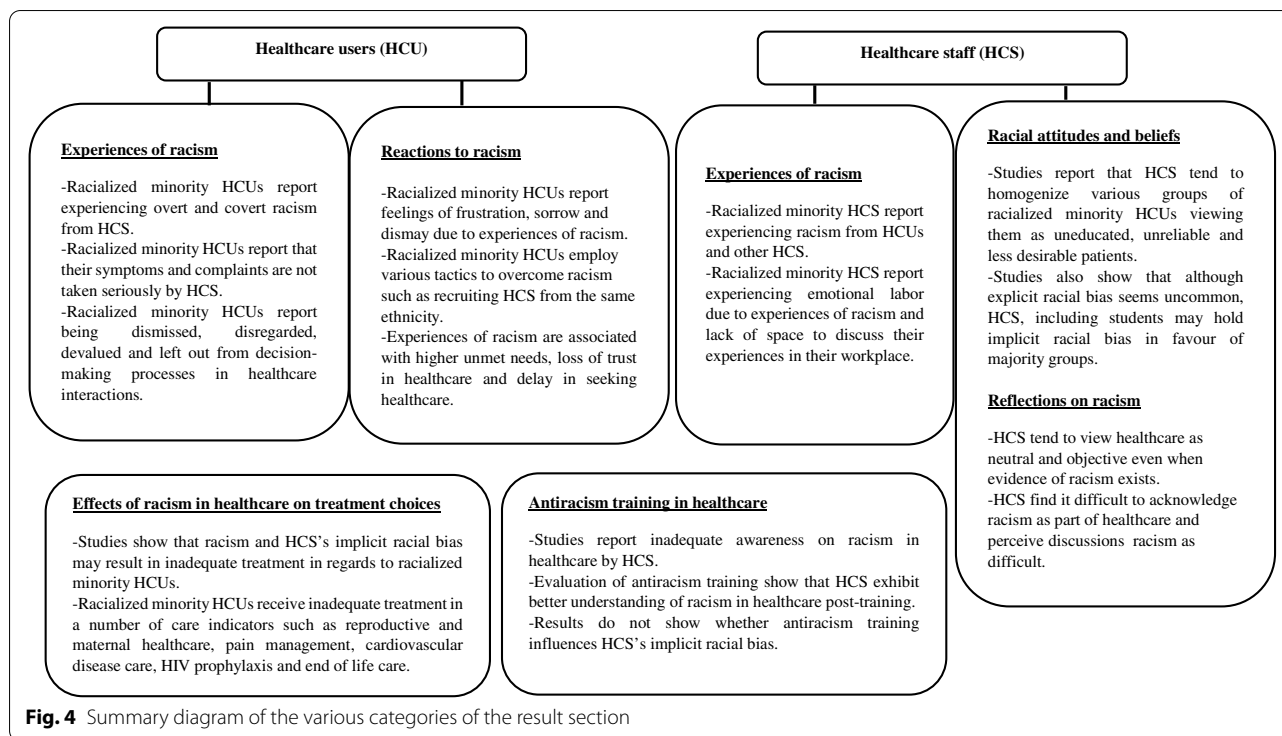 Healthcare users (HCU)
Healthcare staff (HCS)
Experiences of racism
-Racialized minority HCUs report
experiencing overt and covert racism
from HCS.
-Racialized minority HCUs report that
their symptoms and complaints are not
taken seriously by HCS.
-Racialized minority HCUs report
being dismissed, disregarded,
devalued and left out from decision-
making processes in healthcare
interactions.
Reactions to racism
-Racialized minority HCUs report
feelings of frustration, sorrow and
dismay due to experiences of racism.
-Racialized minority HCUs employ
various tactics to overcome racism
such as recruiting HCS from the same
ethnicity.
-Experiences of racism are associated
with higher unmet needs, loss of trust
in healthcare and delay in seeking
healthcare.
Experiences of racism
-Racialized minority HCS report
experiencing racism from HCUs
and other HCS.
-Racialized minority HCS report
experiencing emotional labor
due to experiences of racism and
lack of space to discuss their
experiences in their workplace.
Racial attitudes and beliefs
-Studies report that HCS tend to
homogenize various groups of
racialized minority HCUs viewing
them as uneducated, unreliable and
less desirable patients.
-Studies also show that although
explicit racial bias seems uncommon,
HCS, including students may hold
implicit racial bias in favour of
majority groups.
Reflections on racism
-HCS tend to view healthcare as
neutral and objective even when
evidence of racism exists.
-HCS find it difficult to acknowledge
racism as part of healthcare and
perceive discussions racism as
difficult.
Effects of racism in healthcare on treatment choices
-Studies show that racism and HCS's implicit racial bias
may result in inadequate treatment in regards to racialized
minority HCUs.
-Racialized minority HCUs receive inadequate treatment in
a number of care indicators such as reproductive and
maternal healthcare, pain management, cardiovascular
disease care, HIV prophylaxis and end of life care.
Antiracism training in healthcare
-Studies report inadequate awareness on racism in
healthcare by HCS.
-Evaluation of antiracism training show that HCS exhibit
better understanding of racism in healthcare post-training.
-Results do not show whether antiracism training
influences HCS's implicit racial bias.
Fig. 4 Summary diagram of the various categories of the result section